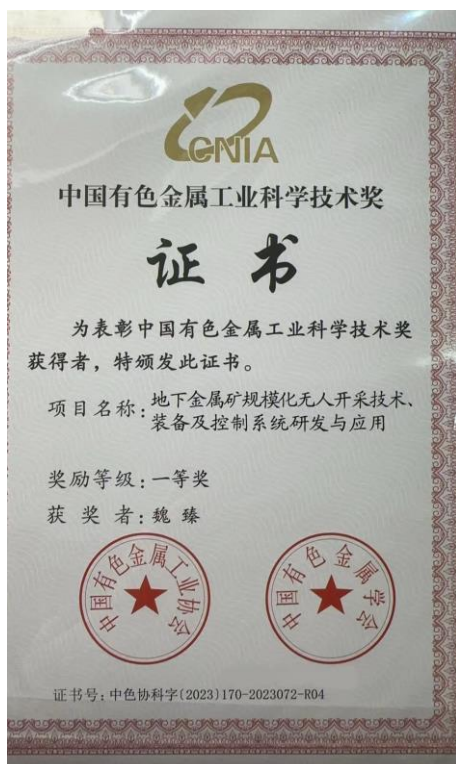 CNIA
中国有色金属工业科学技术奖
证 书
为表彰中国有色金属工业科学技术奖
获得者，特颁发此证书。
项目名称：地下金属矿规模化无人开采技术、
装备及控制系统研发与应用
奖励等级：一等奖
获 奖 者：魏 臻
中国有色金属工业协会
中国有色金属学会
证书号：中色协科字(2023)170-2023072-R04